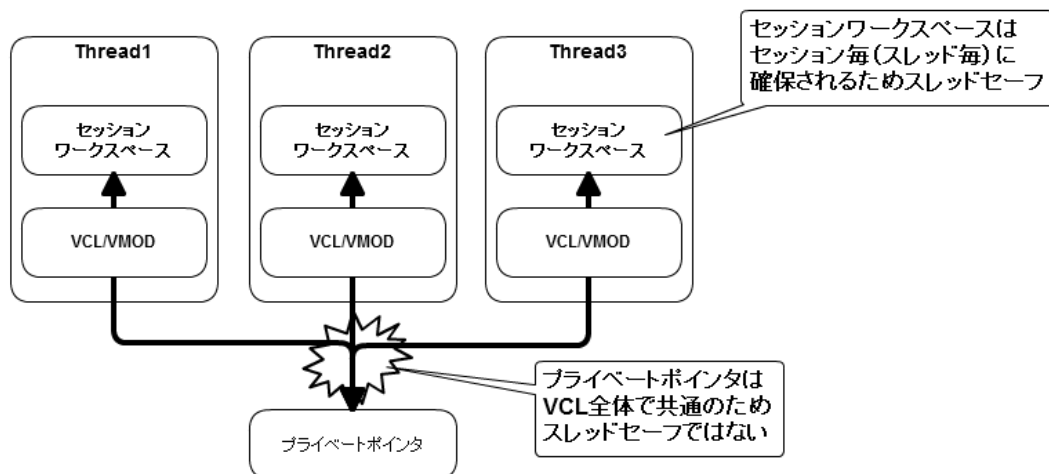 Thread1
Thread2
Thread3
セッションワークスペースは
セッション毎(スレッド毎)に
確保されるためスレッドセーフ
セッション
ワークスペース
セッション
ワークスペース
セッション
ワークスペース
VCL/VMOD
VCL/VMOD
VCL/VMOD
プライベートポインタは
VCL全体で共通のため
スレッドセーフではない
プライベートポインタ